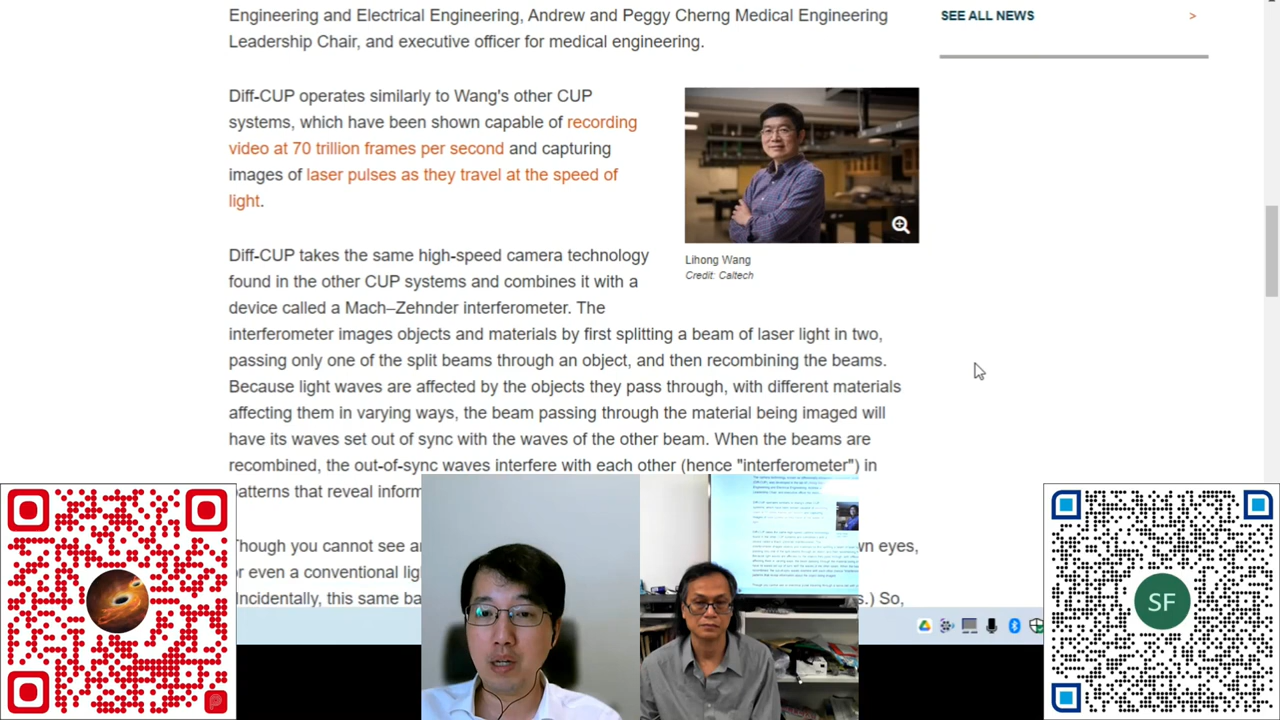 Engineering and Electrical Engineering, Andrew and Peggy Cherng Medical Engineering
Leadership Chair, and executive officer for medical engineering.
SEE ALL NEWS >
Diff-CUP operates similarly to Wang's other CUP
systems, which have been shown capable of recording
video at 70 trillion frames per second and capturing
images of laser pulses as they travel at the speed of
light.
Lihong Wang
Credit: Caltech
Diff-CUP takes the same high-speed camera technology
found in the other CUP systems and combines it with a
device called a Mach–Zehnder interferometer. The
interferometer images objects and materials by first splitting a beam of laser light in two,
passing only one of the split beams through an object, and then recombining the beams.
Because light waves are affected by the objects they pass through, with different materials
affecting them in varying ways, the beam passing through the material being imaged will
have its waves set out of sync with the waves of the other beam. When the beams are
recombined, the out-of-sync waves interfere with each other (hence "interferometer") in
atterns that reveal inform
hough you cannot see a
wn eyes,
even a conventional lig
ncidentally, this same ba
s.) So,
SF